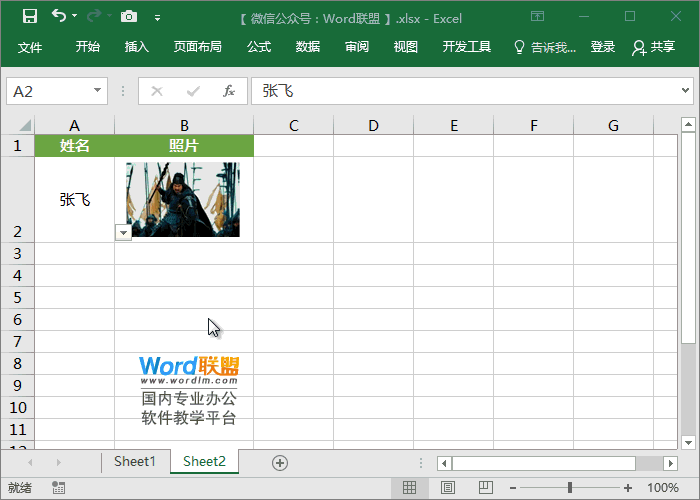 【 微信公众号：Word联盟 】.xlsx - Excel
文件 开始 插入 页面布局 公式 数据 审阅 视图 开发工具 告诉我... 登录 共享
A2 fx 张飞
A B C D E F G
1 姓名 照片
2 张飞
3
4
5
6
7
8
9
10
11
Word联盟
www.wordlm.com
国内专业办公
软件教学平台
Sheet1 Sheet2
就绪 100%